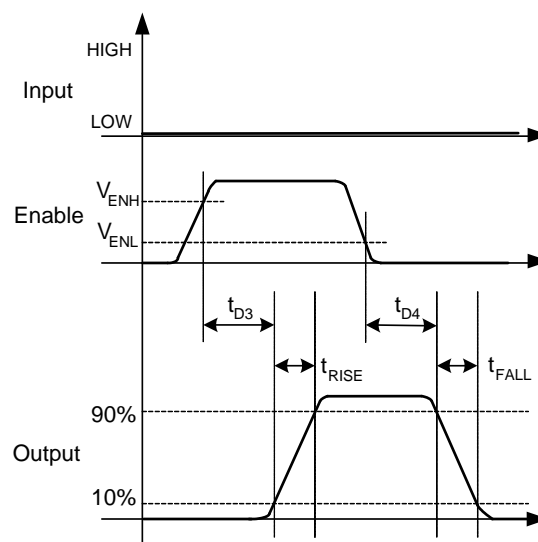 HIGH
Input
LOW
V_ENH
Enable
V_ENL
t_D3
t_D4
t_RISE
t_FALL
90%
Output
10%